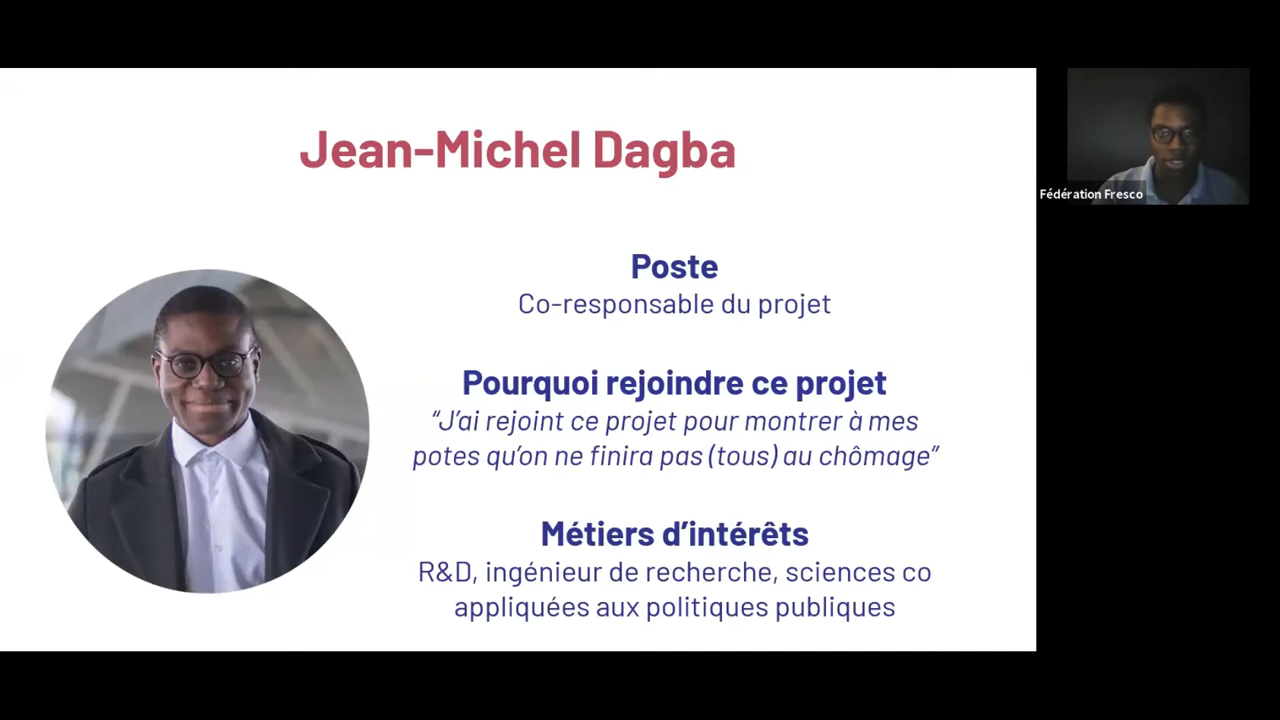 Jean-Michel Dagba
Fédération Fresco
Poste
Co-responsable du projet
Pourquoi rejoindre ce projet
“J’ai rejoint ce projet pour montrer à mes
potes qu’on ne finira pas (tous) au chômage”
Métiers d’intérêts
R&D, ingénieur de recherche, sciences co
appliquées aux politiques publiques